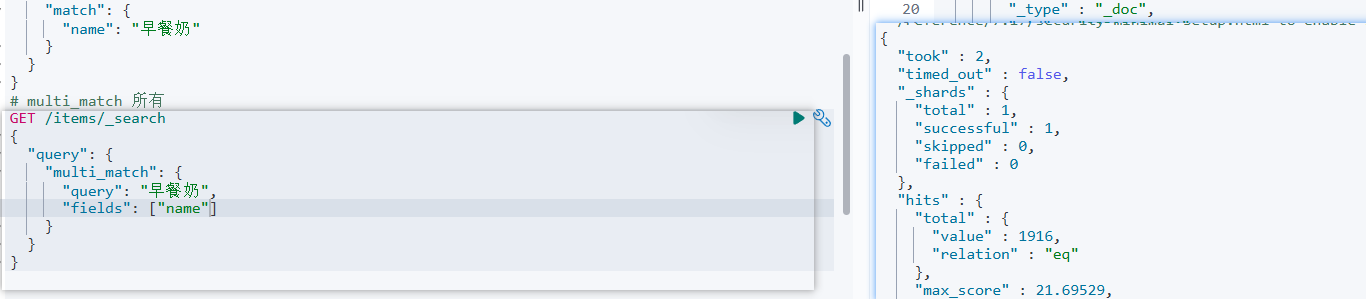 "match": {
"name": "早餐奶"
}
}
}
# multi_match 所有
GET /items/_search
{
"query": {
"multi_match": {
"query": "早餐奶",
"fields": ["name"]
}
}
}
20 "_type" : "_doc",
{
"took" : 2,
"timed_out" : false,
"_shards" : {
"total" : 1,
"successful" : 1,
"skipped" : 0,
"failed" : 0
},
"hits" : {
"total" : {
"value" : 1916,
"relation" : "eq"
},
"max_score" : 21.69529,